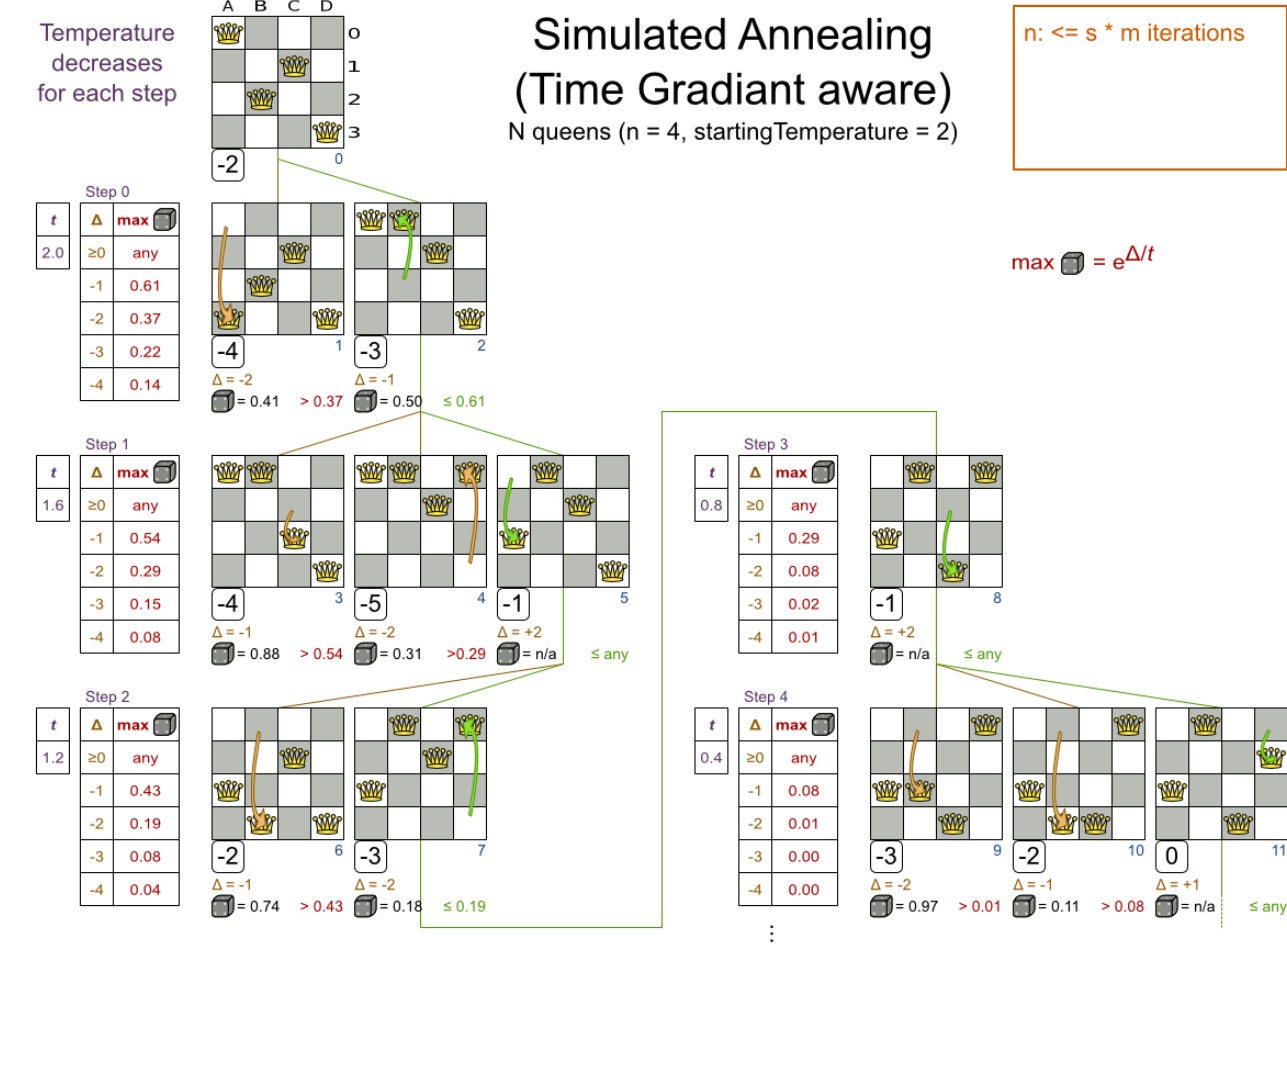 Temperature
decreases
for each step
A B C D
0
1
2
3
-2
0
Simulated Annealing
(Time Gradiant aware)
N queens (n = 4, startingTemperature = 2)
n: <= s * m iterations
max = e^Δ/t
Step 0
t
2.0
Δ max
≥0 any
-1 0.61
-2 0.37
-3 0.22
-4 0.14
-4 1
Δ = -2
= 0.41 > 0.37
-3 2
Δ = -1
= 0.50 ≤ 0.61
Step 1
t
1.6
Δ max
≥0 any
-1 0.54
-2 0.29
-3 0.15
-4 0.08
-4 3
Δ = -1
= 0.88 > 0.54
-5 4
Δ = -2
= 0.31 >0.29
-1 5
Δ = +2
= n/a ≤ any
Step 2
t
1.2
Δ max
≥0 any
-1 0.43
-2 0.19
-3 0.08
-4 0.04
-2 6
Δ = -1
= 0.74 > 0.43
-3 7
Δ = -2
= 0.18 ≤ 0.19
Step 3
t
0.8
Δ max
≥0 any
-1 0.29
-2 0.08
-3 0.02
-4 0.01
-1 8
Δ = +2
= n/a ≤ any
Step 4
t
0.4
Δ max
≥0 any
-1 0.08
-2 0.01
-3 0.00
-4 0.00
-3 9
Δ = -2
= 0.97 > 0.01
-2 10
Δ = -1
= 0.11 > 0.08
0 11
Δ = +1
= n/a ≤ any
⋮